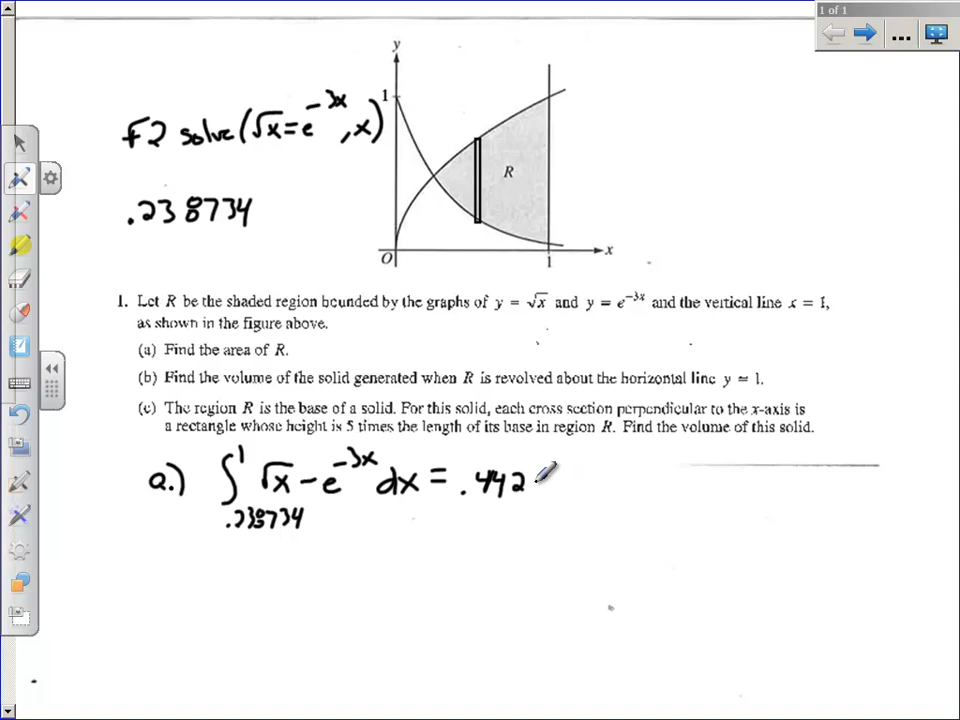 1 of 1
...
y
1
F2 solve(√x=e^-3x, x)
R
.238734
O
1
x
1. Let R be the shaded region bounded by the graphs of y = √x and y = e^-3x and the vertical line x = 1,
as shown in the figure above.
(a) Find the area of R.
(b) Find the volume of the solid generated when R is revolved about the horizontal line y = 1.
(c) The region R is the base of a solid. For this solid, each cross section perpendicular to the x-axis is
a rectangle whose height is 5 times the length of its base in region R. Find the volume of this solid.
a.) ∫_.238734^1 √x - e^-3x dx = .442